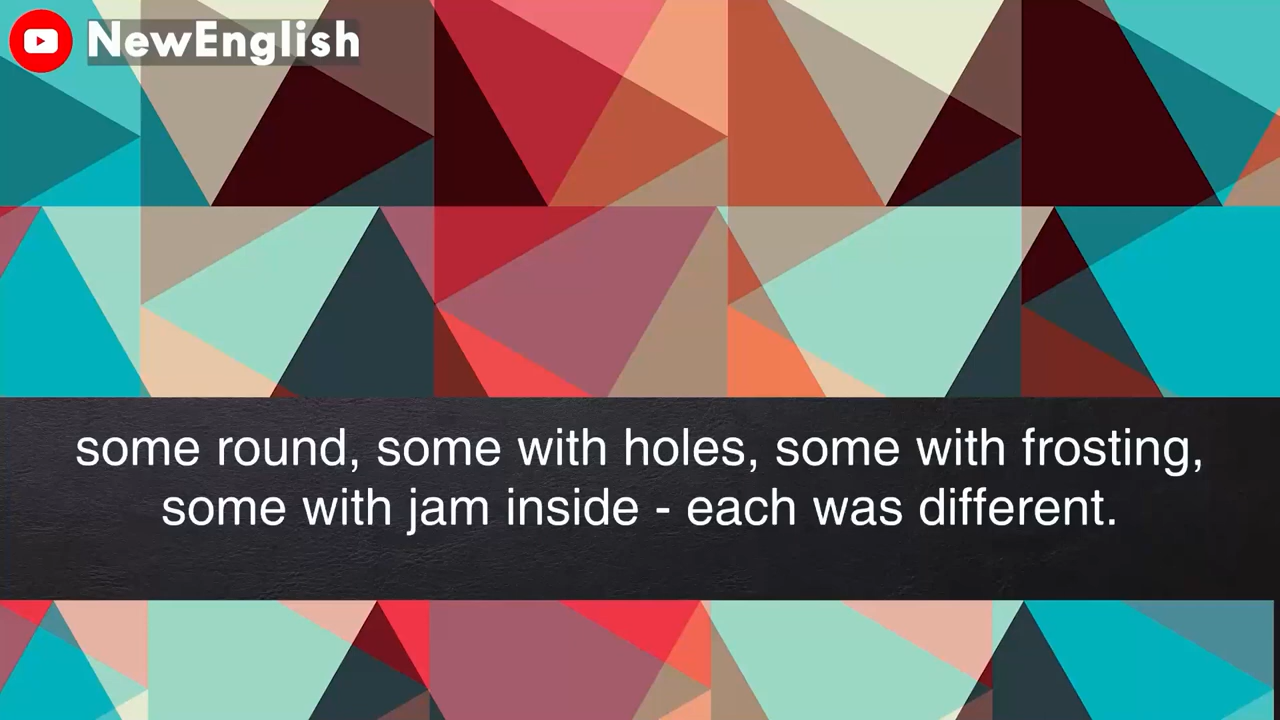 NewEnglish
some round, some with holes, some with frosting,
some with jam inside - each was different.